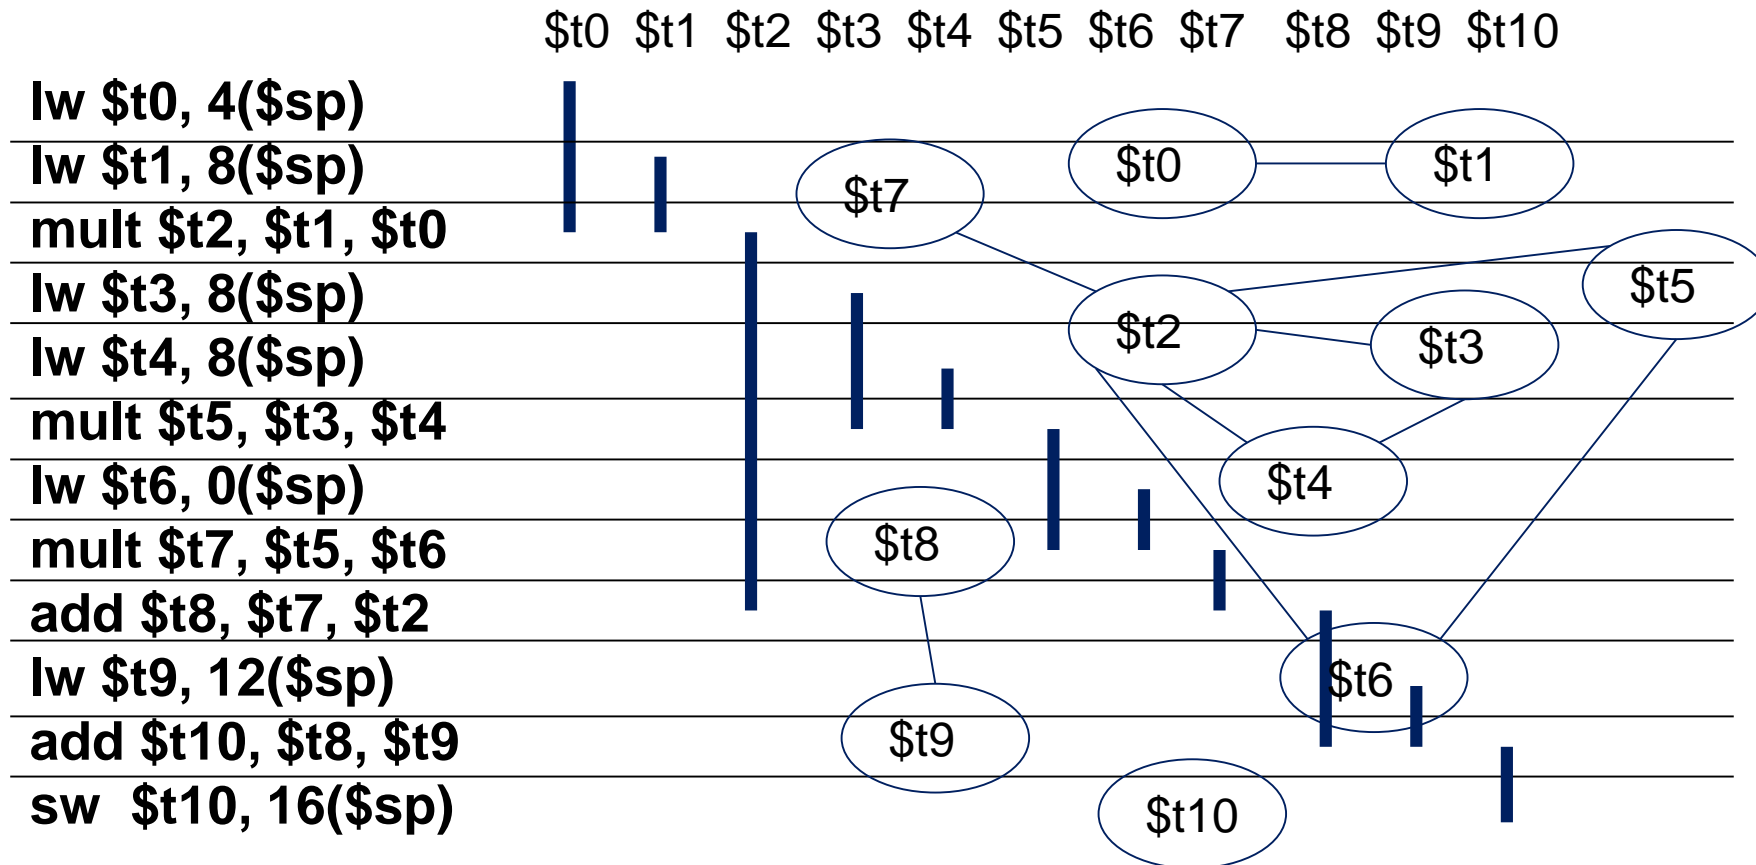 $t0 $t1 $t2 $t3 $t4 $t5 $t6 $t7 $t8 $t9 $t10
lw $t0, 4($sp)
lw $t1, 8($sp)
mult $t2, $t1, $t0
lw $t3, 8($sp)
lw $t4, 8($sp)
mult $t5, $t3, $t4
lw $t6, 0($sp)
mult $t7, $t5, $t6
add $t8, $t7, $t2
lw $t9, 12($sp)
add $t10, $t8, $t9
sw  $t10, 16($sp)
$t0
$t1
$t7
$t5
$t2
$t3
$t4
$t8
$t6
$t9
$t10